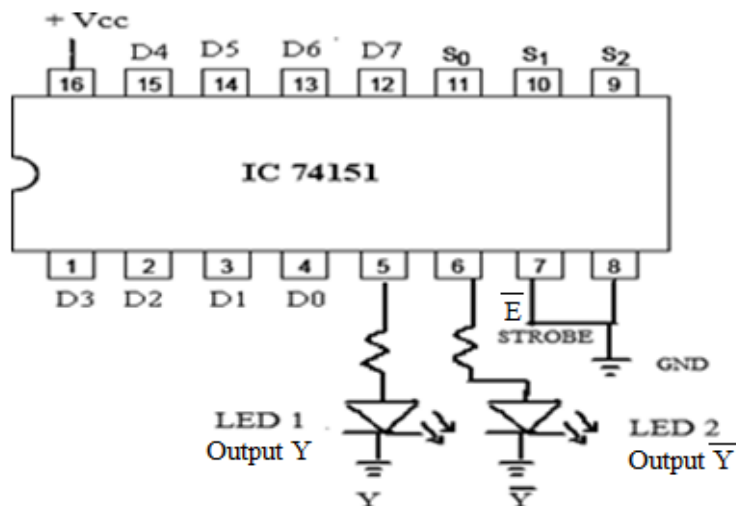 + Vcc
D4 D5 D6 D7 S₀ S₁ S₂
16 15 14 13 12 11 10 9
IC 74151
1 2 3 4 5 6 7 8
D3 D2 D1 D0 E̅
STROBE
GND
LED 1
Output Y
LED 2
Output Y̅
Y Y̅